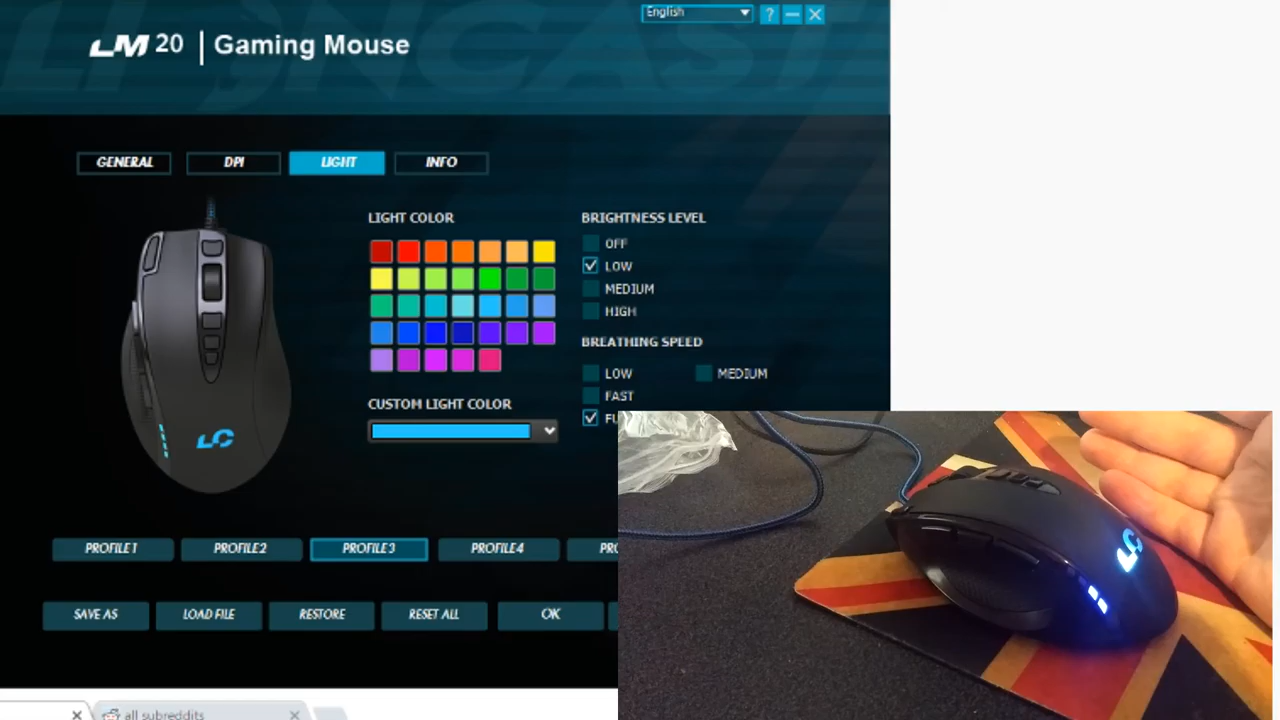 English
?
LM 20 | Gaming Mouse
GENERAL
DPI
LIGHT
INFO
LIGHT COLOR
BRIGHTNESS LEVEL
OFF
LOW
MEDIUM
HIGH
BREATHING SPEED
LOW
MEDIUM
FAST
CUSTOM LIGHT COLOR
LC
LC
PROFILE1
PROFILE2
PROFILE3
PROFILE4
SAVE AS
LOAD FILE
RESTORE
RESET ALL
OK
all subreddits